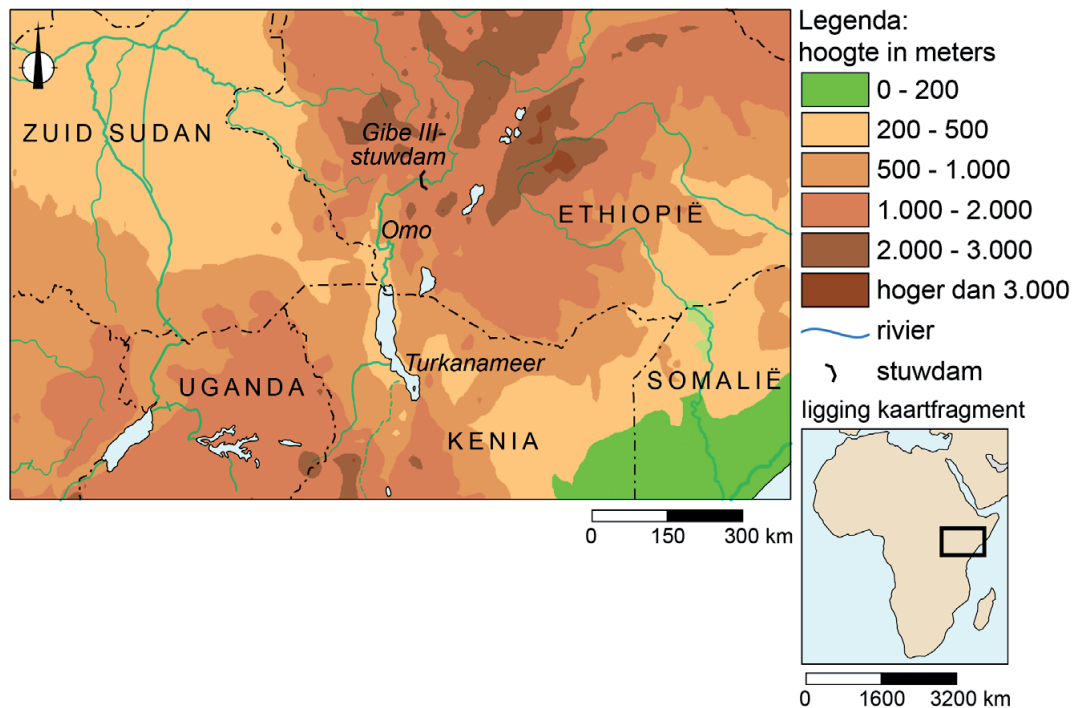 ZUID SUDAN
Gibe III-
stuwdam
ETHIOPIË
Omo
Turkanameer
UGANDA
SOMALIË
KENIA
0 150 300 km
Legenda:
hoogte in meters
0 - 200
200 - 500
500 - 1.000
1.000 - 2.000
2.000 - 3.000
hoger dan 3.000
rivier
stuwdam
ligging kaartfragment
0 1600 3200 km